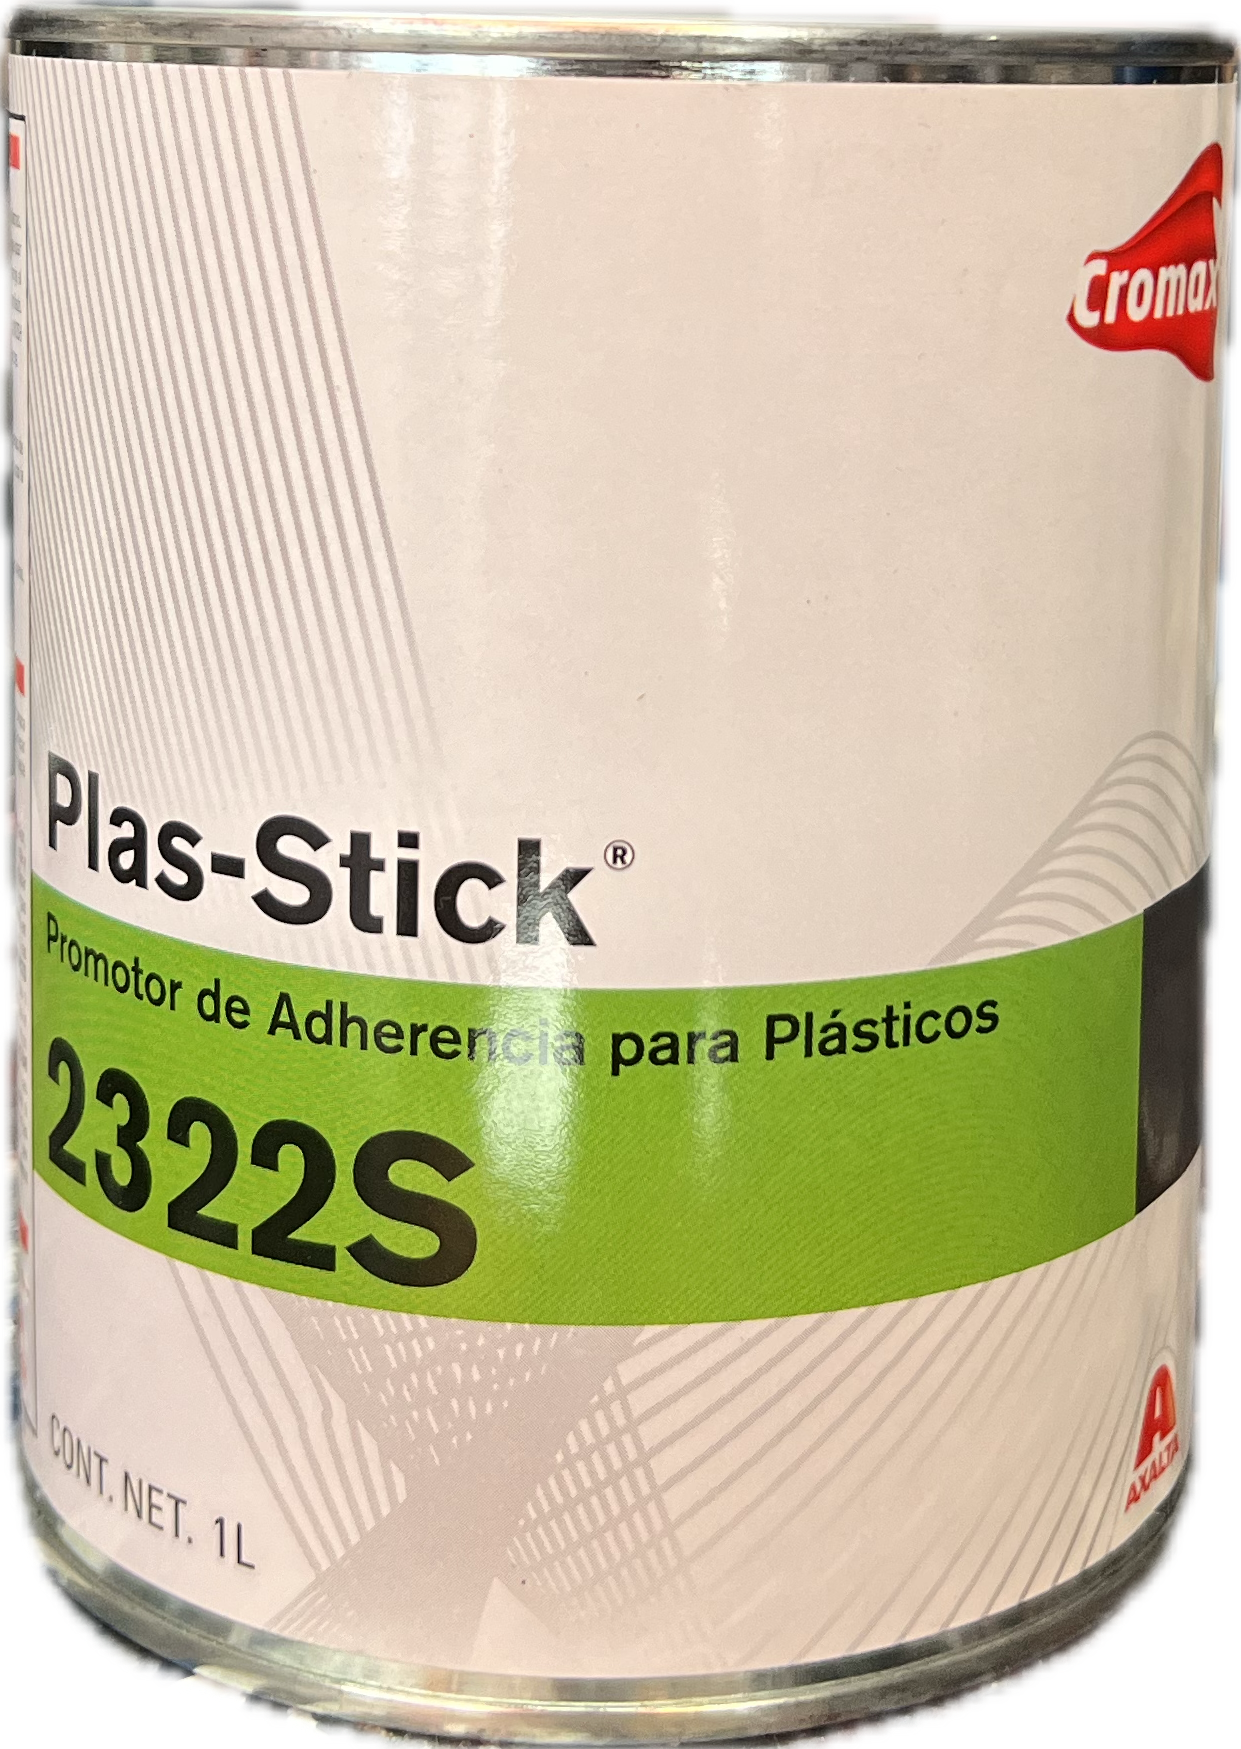 Cromax
Plas-Stick®
Promotor de Adherencia para Plásticos
2322S
CONT. NET. 1L
AXALTA